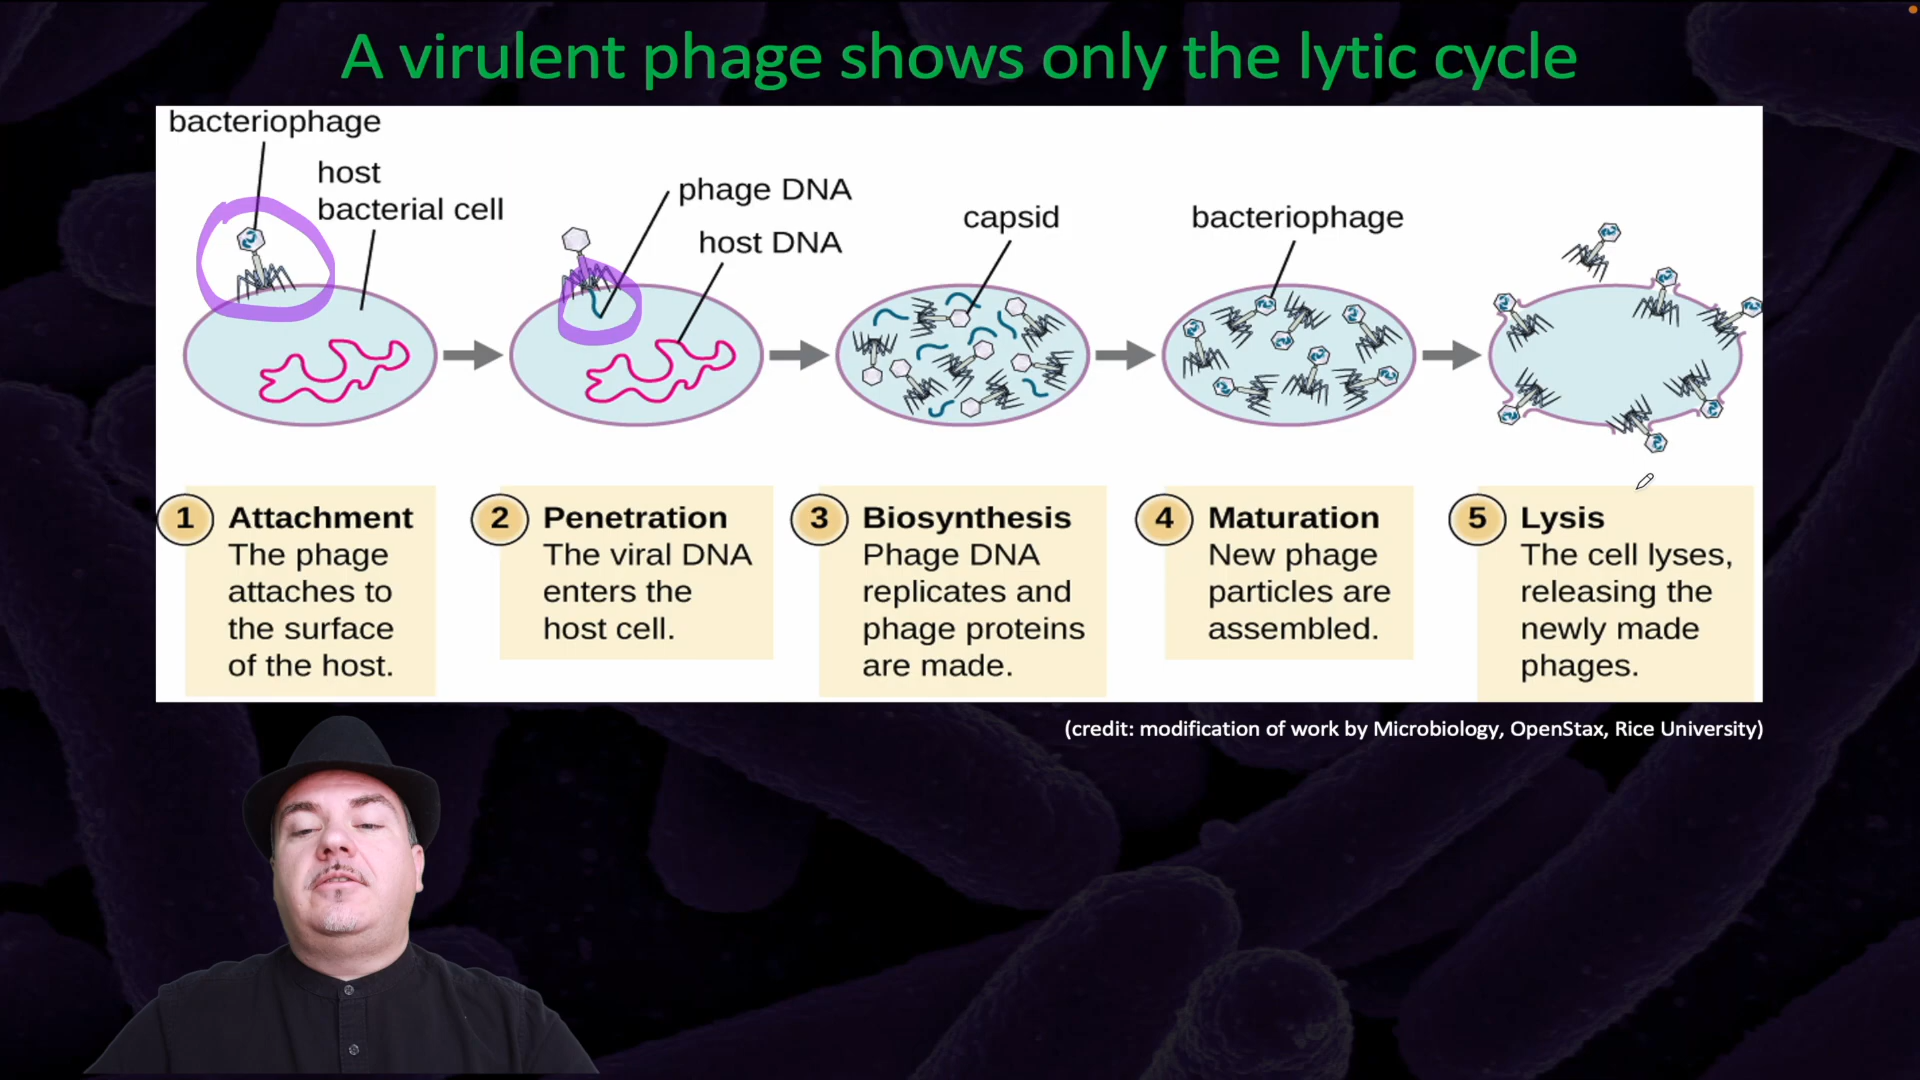 A virulent phage shows only the lytic cycle
bacteriophage
host
bacterial cell
phage DNA
host DNA
capsid
bacteriophage
1 Attachment
The phage
attaches to
the surface
of the host.
2 Penetration
The viral DNA
enters the
host cell.
3 Biosynthesis
Phage DNA
replicates and
phage proteins
are made.
4 Maturation
New phage
particles are
assembled.
5 Lysis
The cell lyses,
releasing the
newly made
phages.
(credit: modification of work by Microbiology, OpenStax, Rice University)